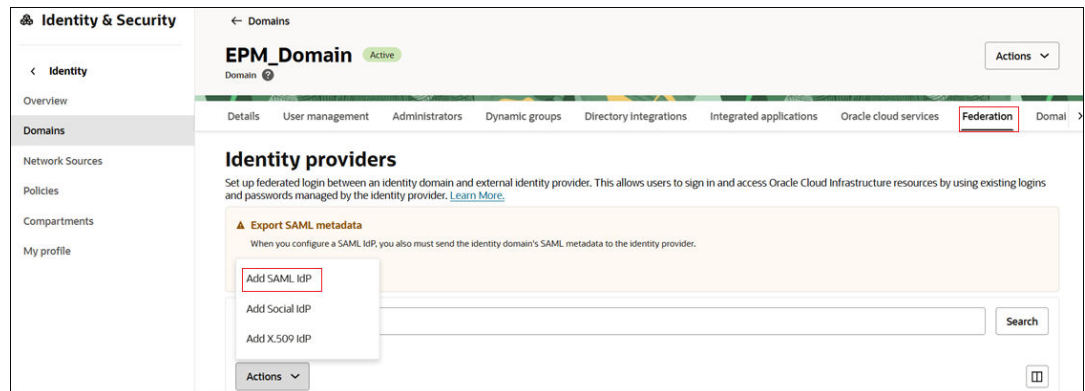 Identity & Security
Identity
Overview
Domains
Network Sources
Policies
Compartments
My profile
← Domains
EPM_Domain Active
Domain ?
Actions
Details User management Administrators Dynamic groups Directory integrations Integrated applications Oracle cloud services Federation Domai
Identity providers
Set up federated login between an identity domain and external identity provider. This allows users to sign in and access Oracle Cloud Infrastructure resources by using existing logins
and passwords managed by the identity provider. Learn More.
Export SAML metadata
When you configure a SAML IdP, you also must send the identity domain's SAML metadata to the identity provider.
Add SAML IdP
Add Social IdP
Add X.509 IdP
Search
Actions